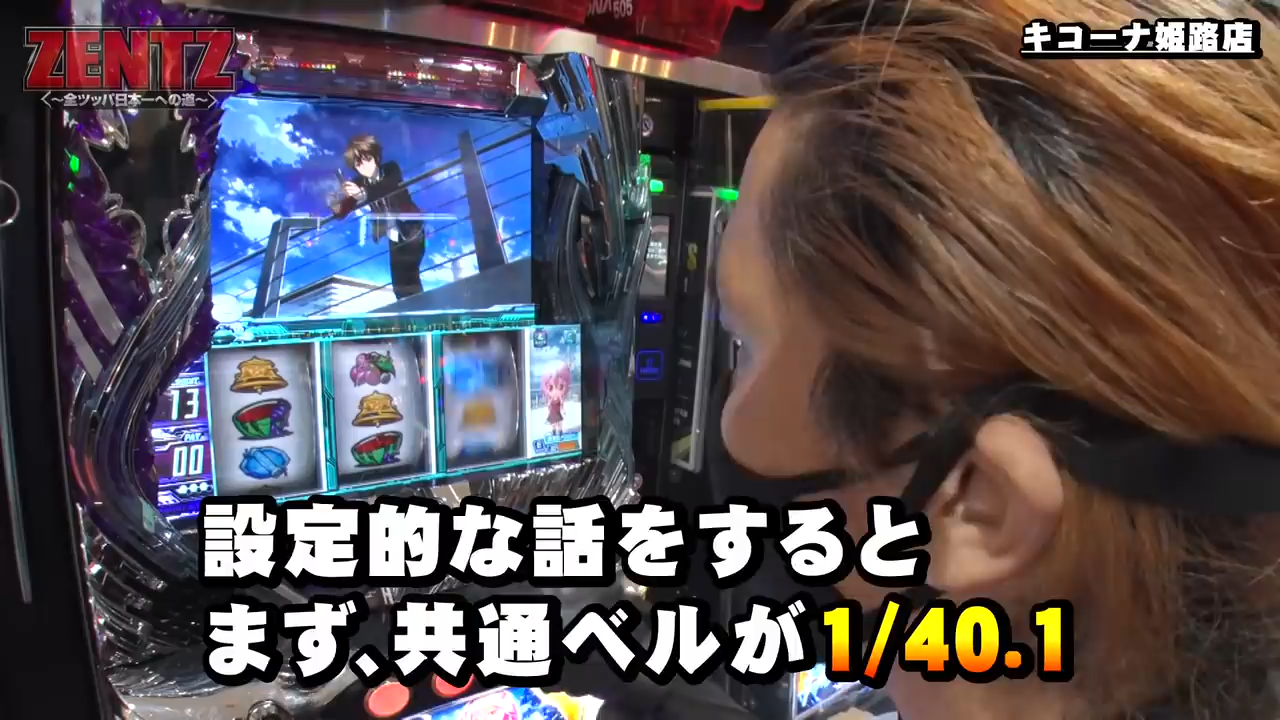 ZENTZ
〈～全ツッパ日本一への道～〉
キコーナ姫路店
13
PAY
00
設定的な話をすると
まず、共通ベルが1/40.1